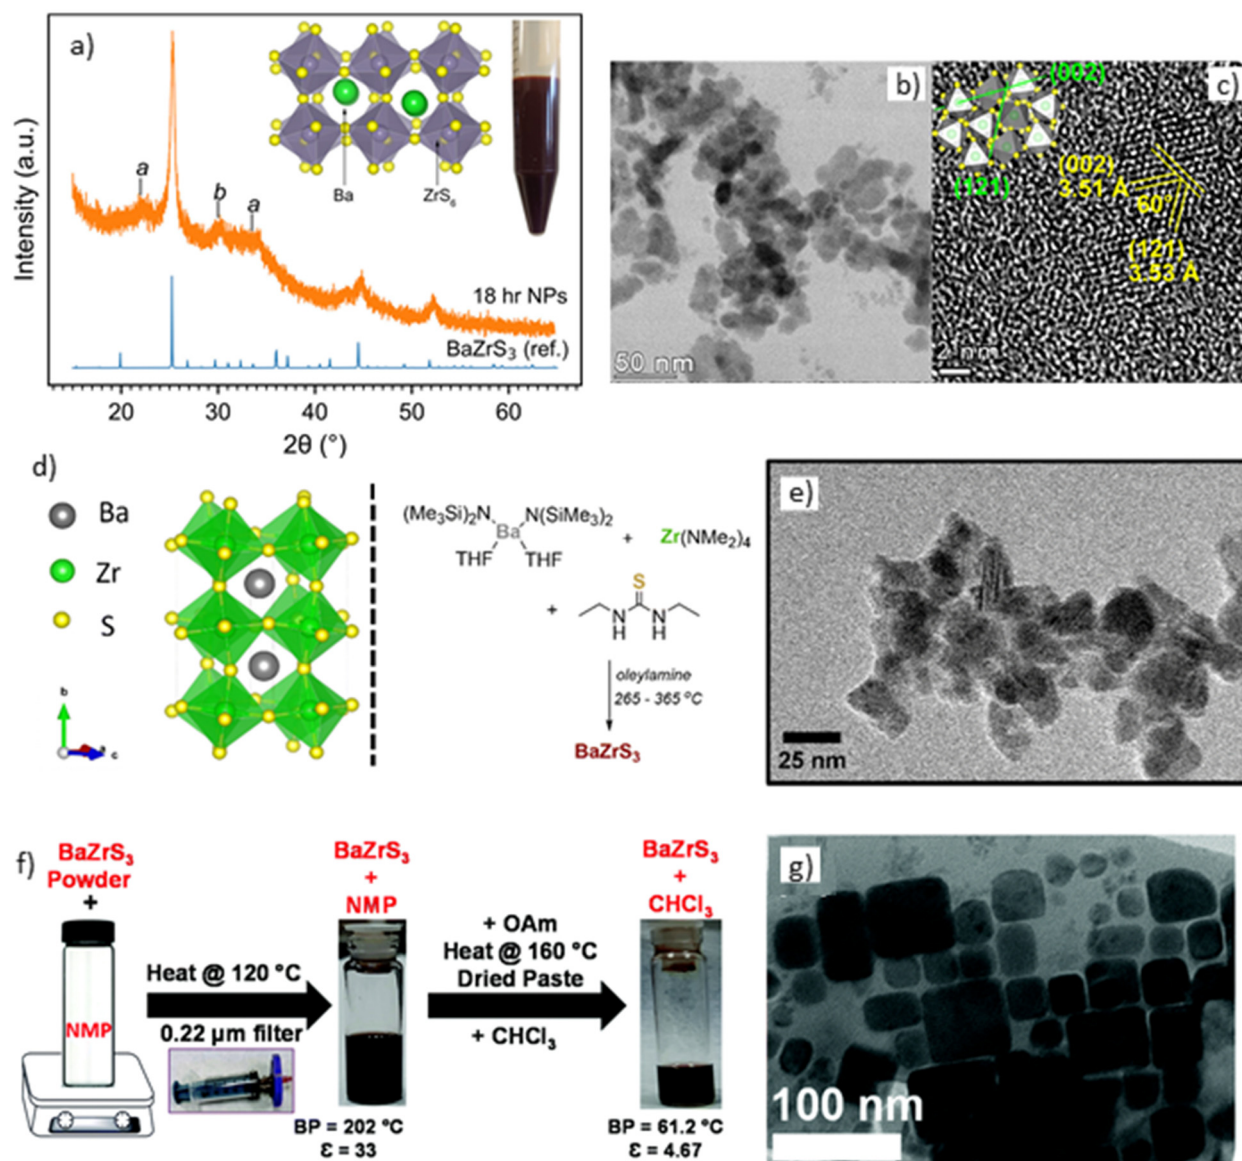 a)
Intensity (a.u.)
a
b
a
Ba
ZrS₆
18 hr NPs
BaZrS₃ (ref.)
20
30
40
50
60
2θ (°)
b)
50 nm
c)
(002)
(121)
(002)
3.51 Å
60°
(121)
3.53 Å
2 nm
d)
Ba
Zr
S
b
a
c
(Me₃Si)₂N
N(SiMe₃)₂
Ba
THF
THF
+
Zr(NMe₂)₄
+
S
N
H
N
H
oleylamine
265 - 365 °C
BaZrS₃
e)
25 nm
f)
BaZrS₃
Powder
+
NMP
Heat @ 120 °C
0.22 µm filter
BaZrS₃
+
NMP
BP = 202 °C
Ɛ = 33
+ OAm
Heat @ 160 °C
Dried Paste
+ CHCl₃
BaZrS₃
+
CHCl₃
BP = 61.2 °C
Ɛ = 4.67
g)
100 nm